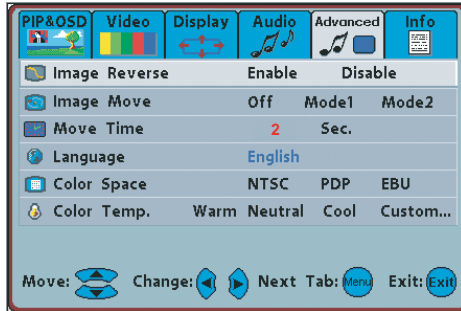 PIP&OSD Video Display Audio Advanced Info
Image Reverse Enable Disable
Image Move Off Mode1 Mode2
Move Time 2 Sec.
Language English
Color Space NTSC PDP EBU
Color Temp. Warm Neutral Cool Custom...
Move: Change: Next Tab: Menu Exit: Exit